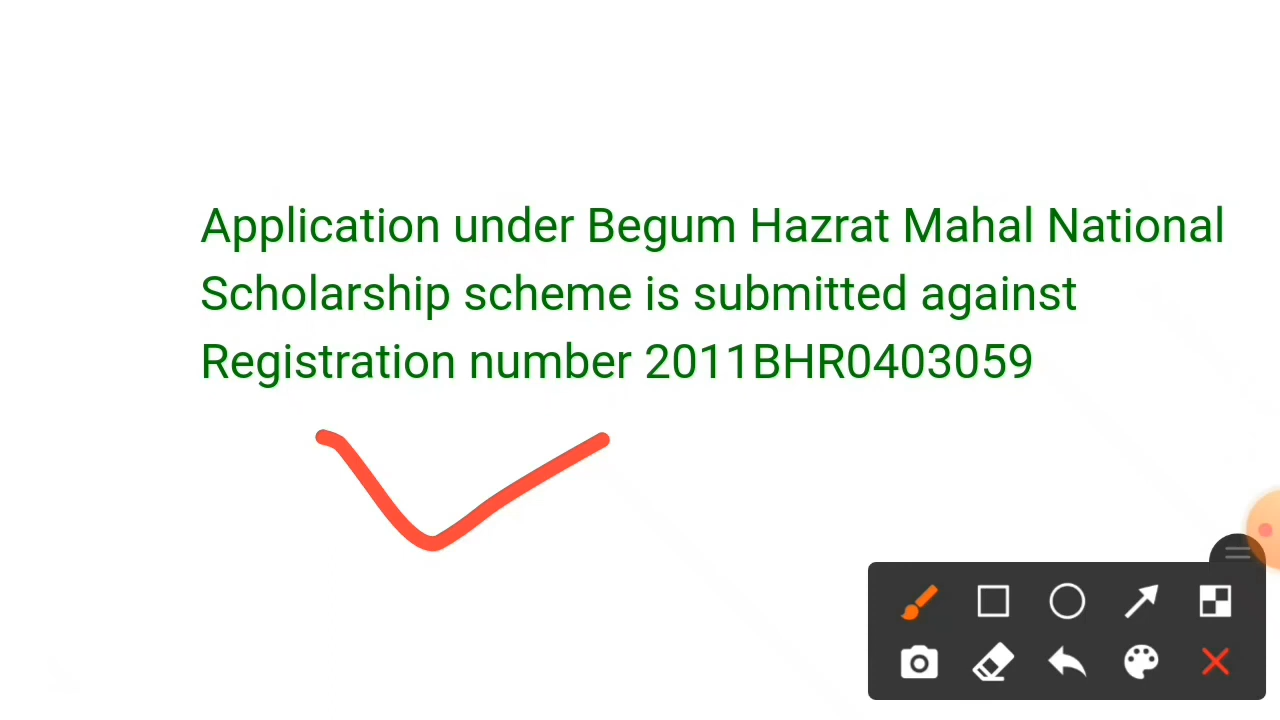 Application under Begum Hazrat Mahal National
Scholarship scheme is submitted against
Registration number 2011BHR0403059